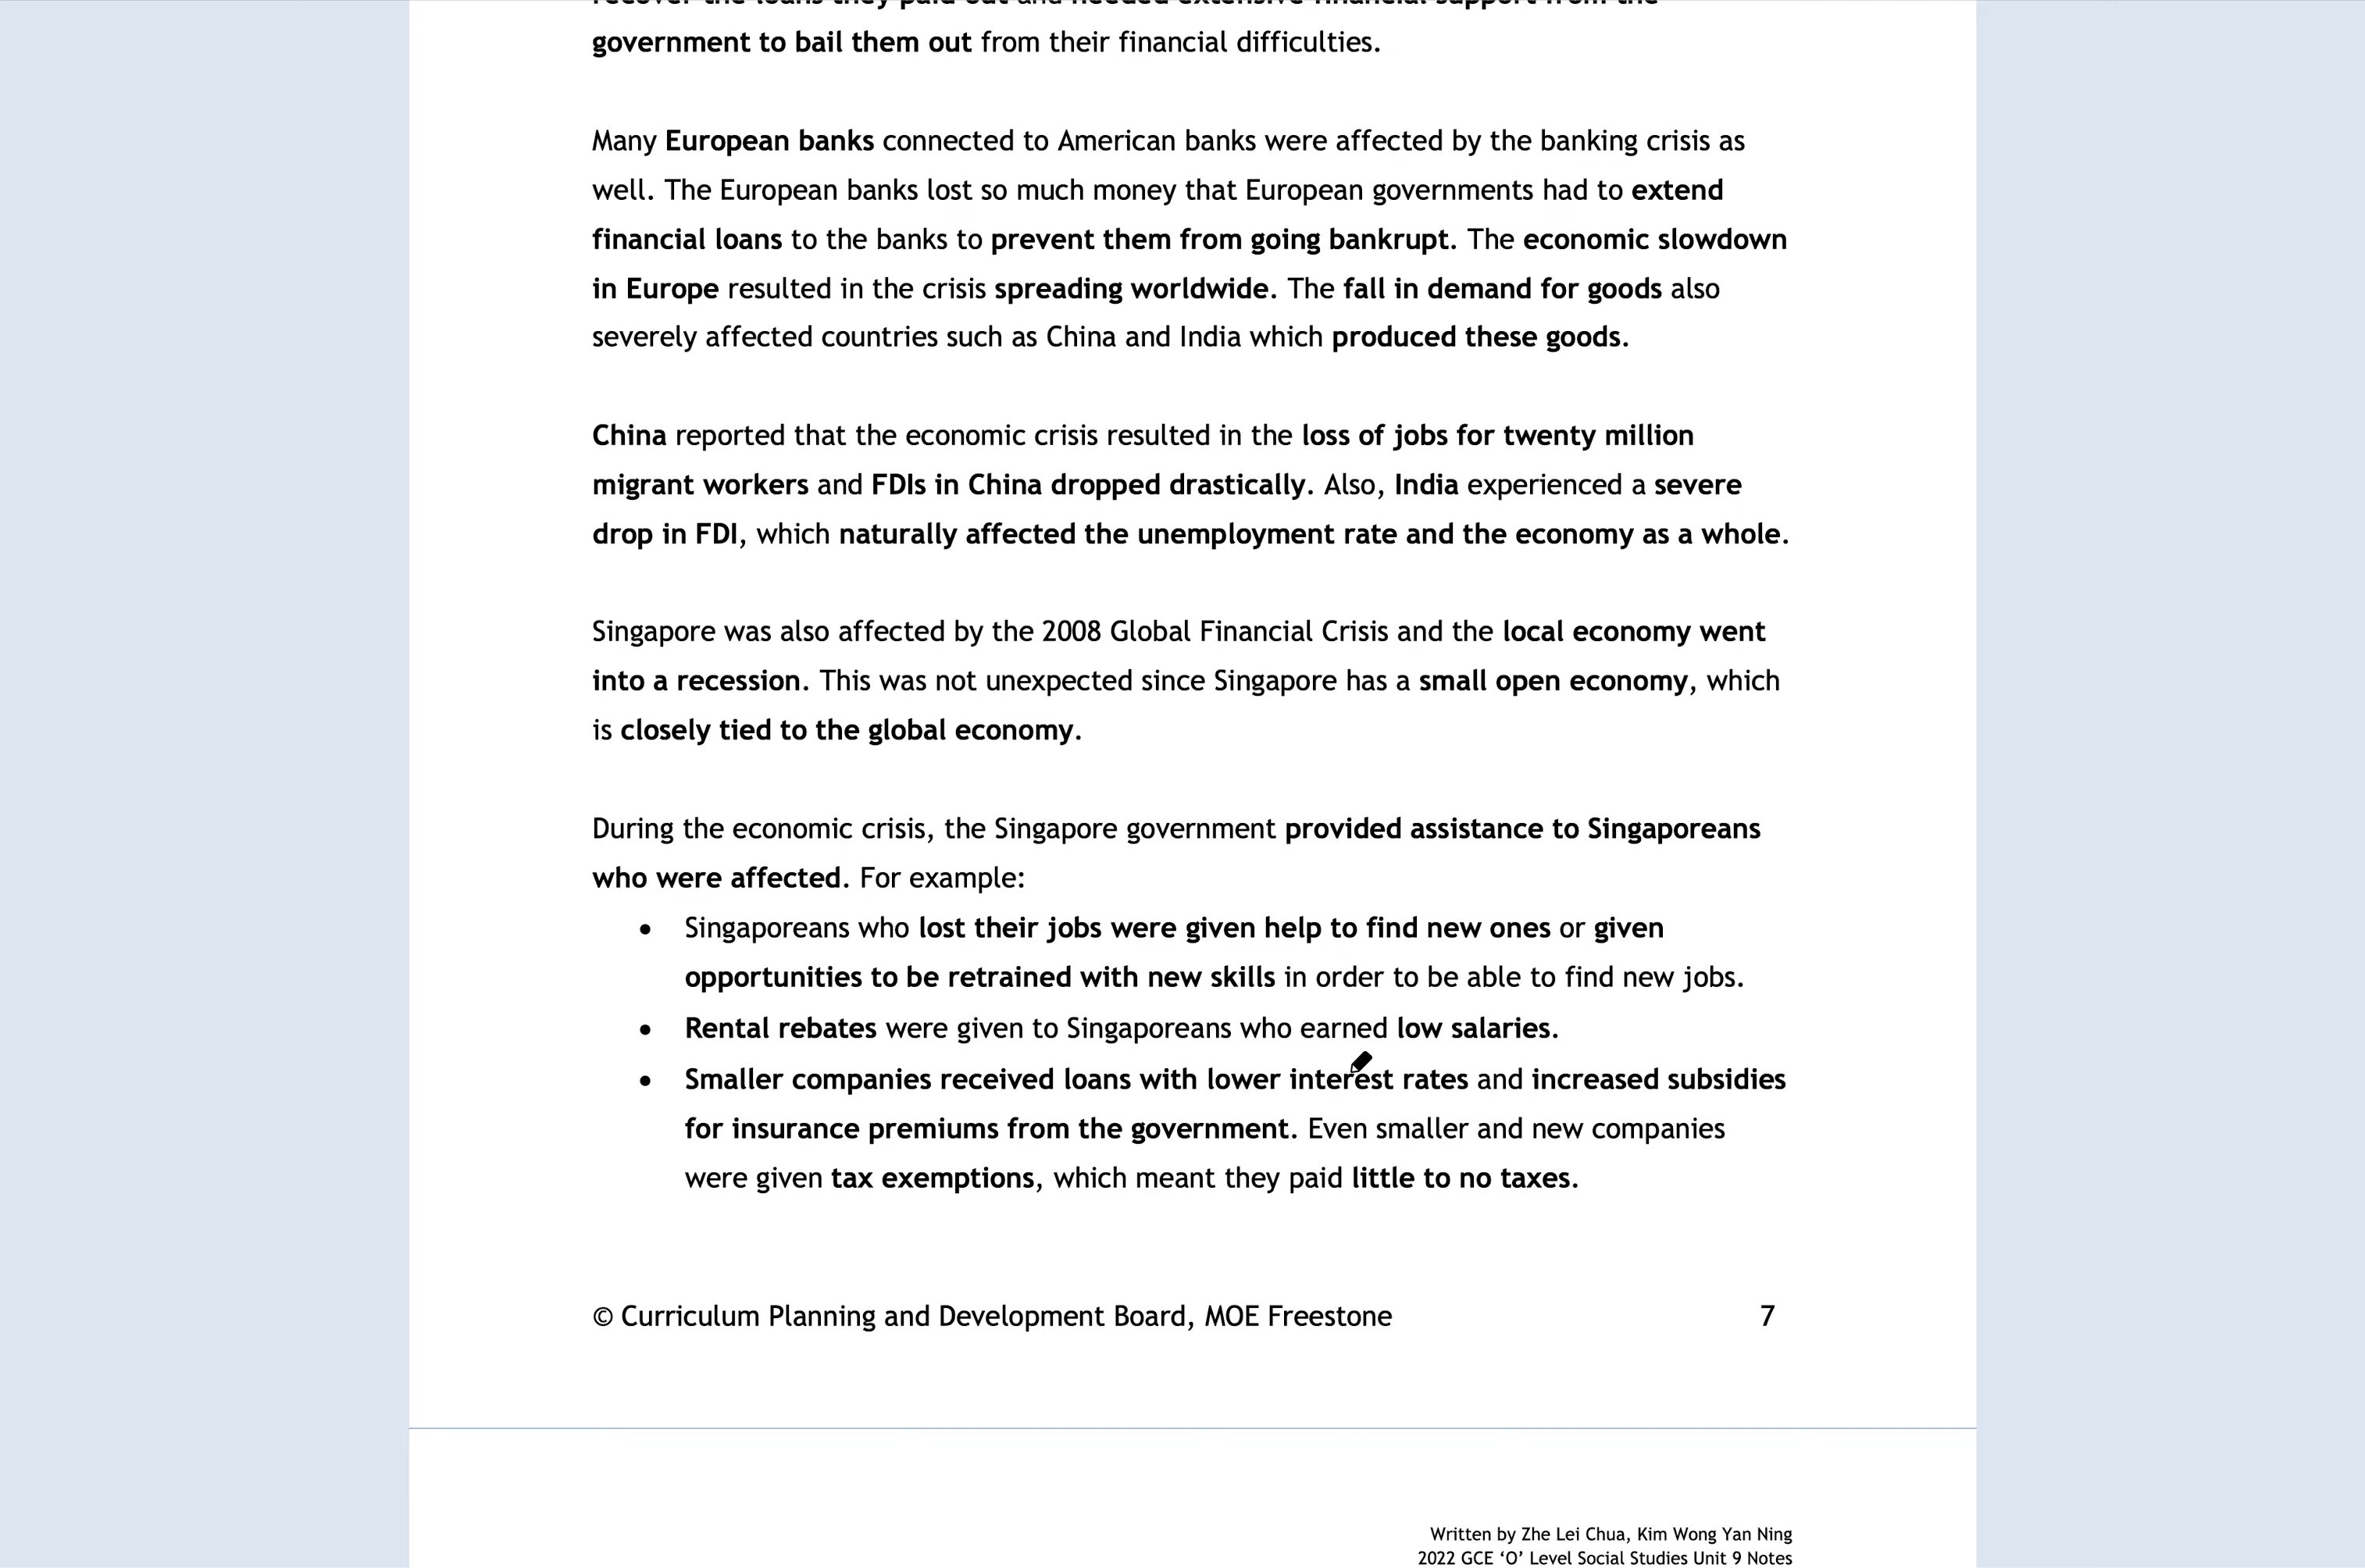 recover the loans they paid out and needed extensive financial support from the
government to bail them out from their financial difficulties.
Many European banks connected to American banks were affected by the banking crisis as
well. The European banks lost so much money that European governments had to extend
financial loans to the banks to prevent them from going bankrupt. The economic slowdown
in Europe resulted in the crisis spreading worldwide. The fall in demand for goods also
severely affected countries such as China and India which produced these goods.
China reported that the economic crisis resulted in the loss of jobs for twenty million
migrant workers and FDIs in China dropped drastically. Also, India experienced a severe
drop in FDI, which naturally affected the unemployment rate and the economy as a whole.
Singapore was also affected by the 2008 Global Financial Crisis and the local economy went
into a recession. This was not unexpected since Singapore has a small open economy, which
is closely tied to the global economy.
During the economic crisis, the Singapore government provided assistance to Singaporeans
who were affected. For example:
• Singaporeans who lost their jobs were given help to find new ones or given
opportunities to be retrained with new skills in order to be able to find new jobs.
• Rental rebates were given to Singaporeans who earned low salaries.
• Smaller companies received loans with lower interest rates and increased subsidies
for insurance premiums from the government. Even smaller and new companies
were given tax exemptions, which meant they paid little to no taxes.
© Curriculum Planning and Development Board, MOE Freestone 7
Written by Zhe Lei Chua, Kim Wong Yan Ning
2022 GCE ‘O’ Level Social Studies Unit 9 Notes